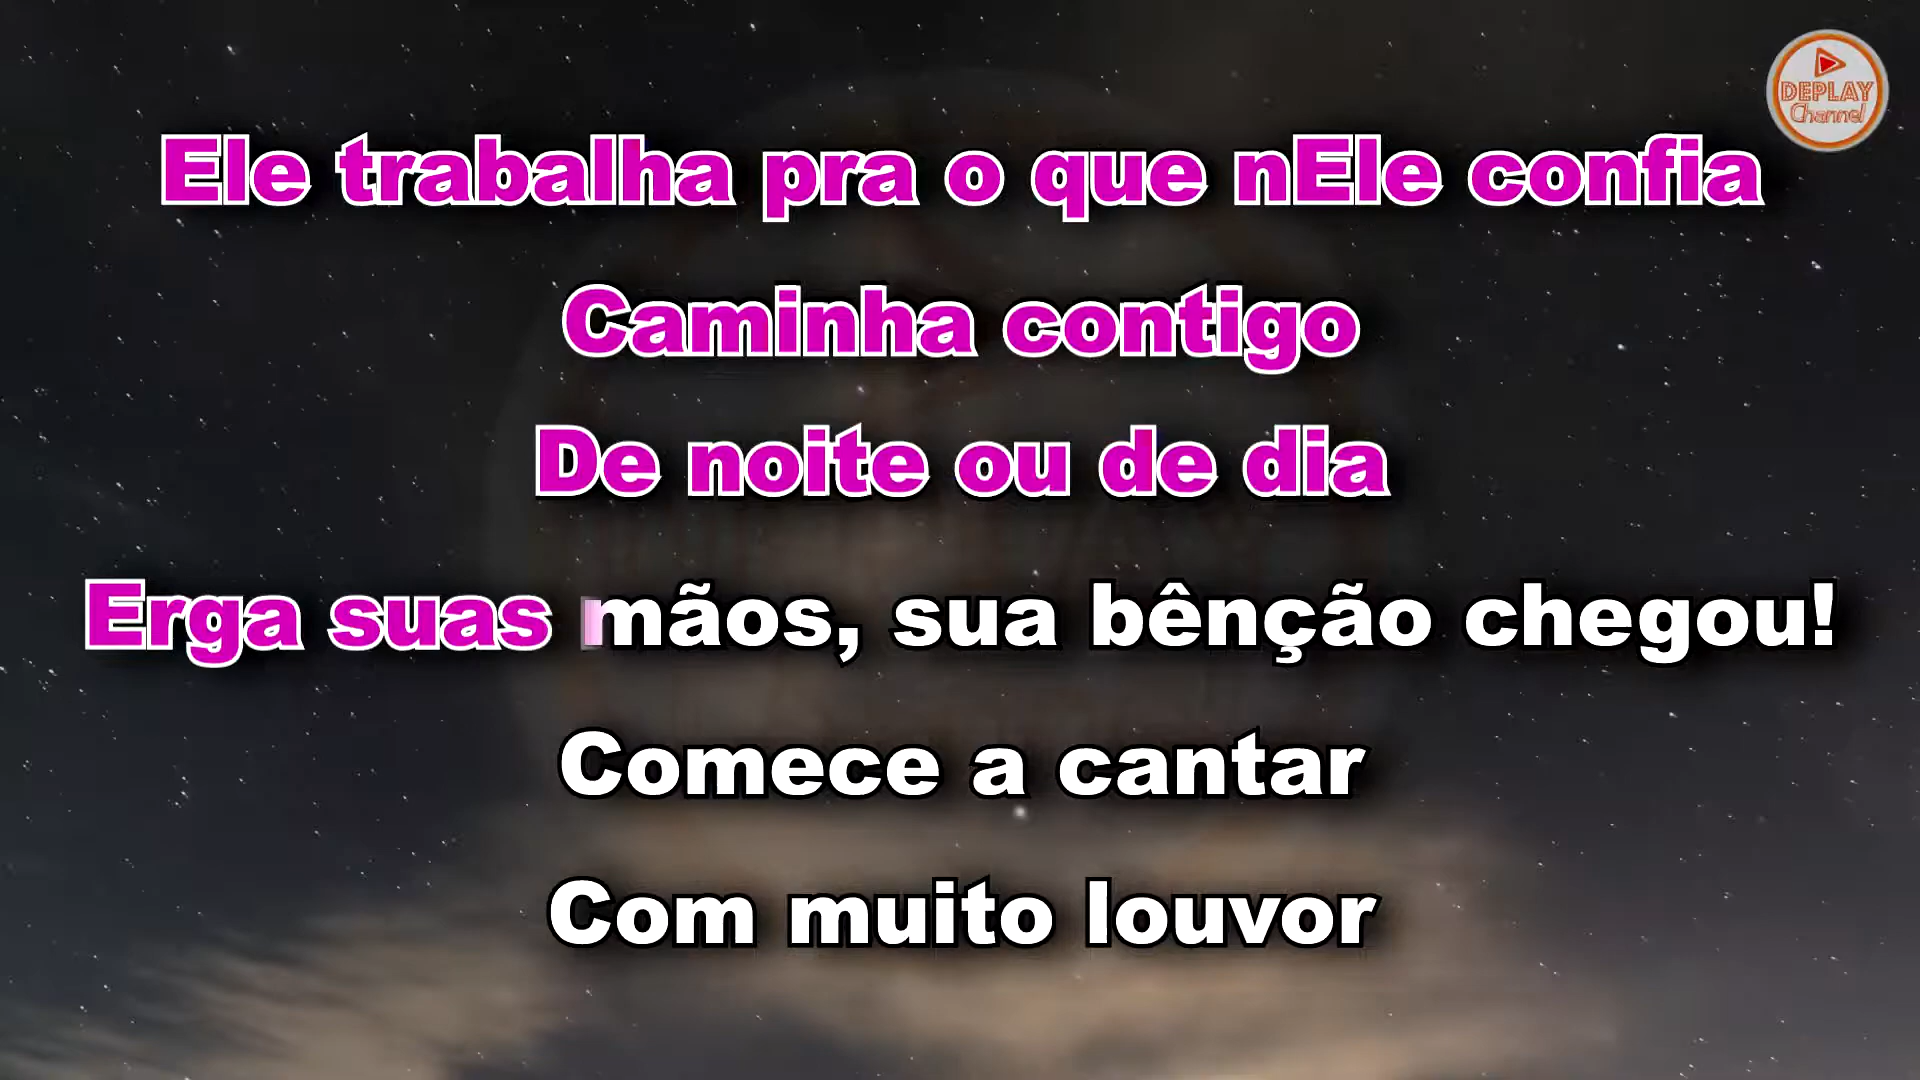 DEPLAY
Channel
Ele trabalha pra o que nEle confia
Caminha contigo
De noite ou de dia
Erga suas mãos, sua bênção chegou!
Comece a cantar
Com muito louvor